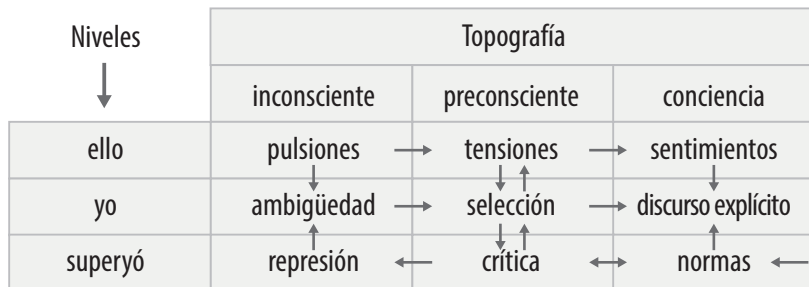 Niveles
Topografía
inconsciente preconsciente conciencia
ello pulsiones tensiones sentimientos
yo ambigüedad selección discurso explícito
superyó represión crítica normas